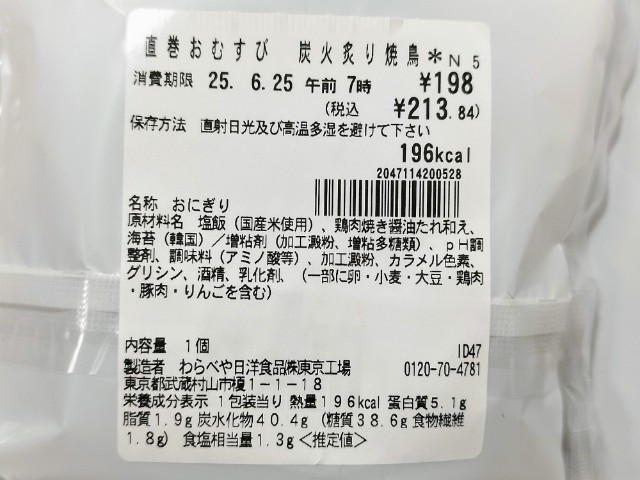 直巻おむすび 炭火炙り焼鳥＊N5
消費期限 25. 6.25 午前 7時 ¥198
(税込 ¥213.84)
保存方法 直射日光及び高温多湿を避けて下さい
196kcal
2047114200528
名称 おにぎり
原材料名 塩飯（国産米使用）、鶏肉焼き醤油たれ和え、
海苔（韓国）／増粘剤（加工澱粉、増粘多糖類）、ｐH調
整剤、調味料（アミノ酸等）、加工澱粉、カラメル色素、
グリシン、酒精、乳化剤、（一部に卵・小麦・大豆・鶏肉
・豚肉・りんごを含む）
内容量 1個 ID47
製造者 わらべや日洋食品㈱東京工場 0120-70-4781
東京都武蔵村山市榎1－1－18
栄養成分表示 1包装当り 熱量196kcal 蛋白質5.1g
脂質1.9g 炭水化物40.4g（糖質38.6g 食物繊維
1.8g） 食塩相当量1.3g＜推定値＞